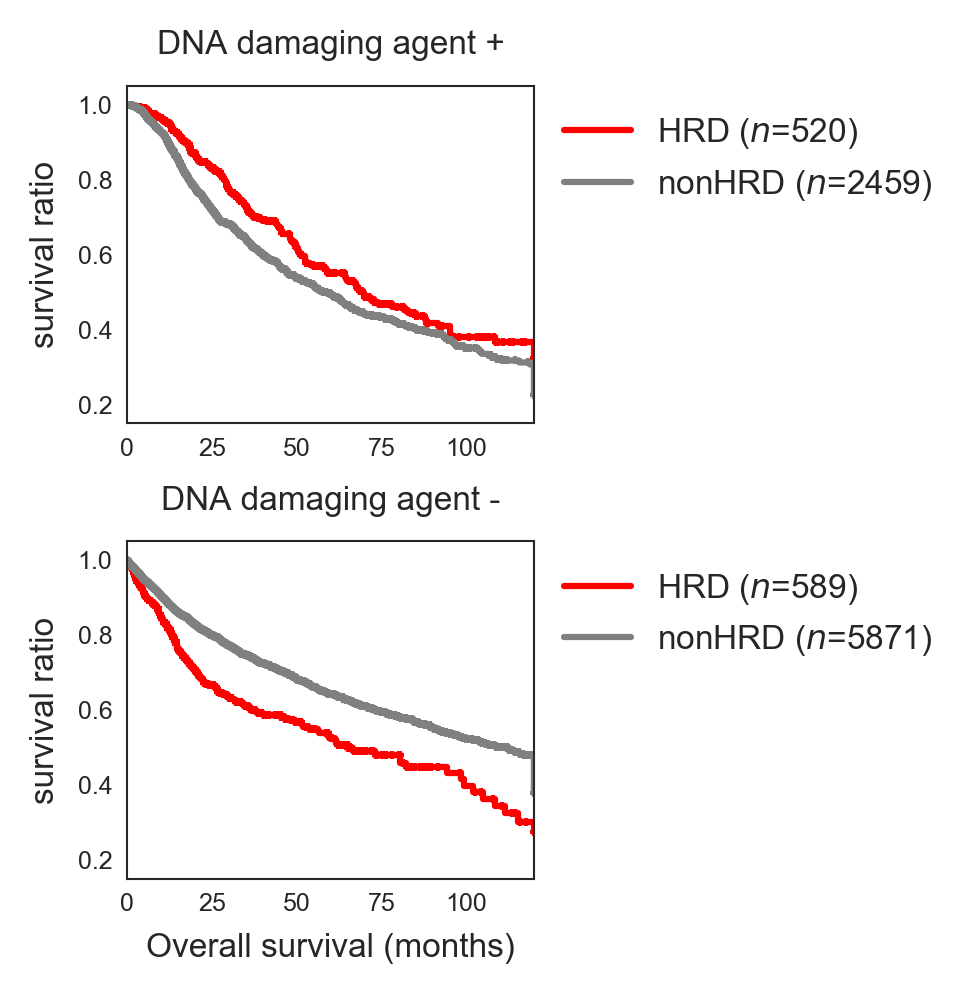 DNA damaging agent +
survival ratio
1.0
0.8
0.6
0.4
0.2
0 25 50 75 100
HRD (n=520)
nonHRD (n=2459)
DNA damaging agent -
survival ratio
1.0
0.8
0.6
0.4
0.2
0 25 50 75 100
Overall survival (months)
HRD (n=589)
nonHRD (n=5871)